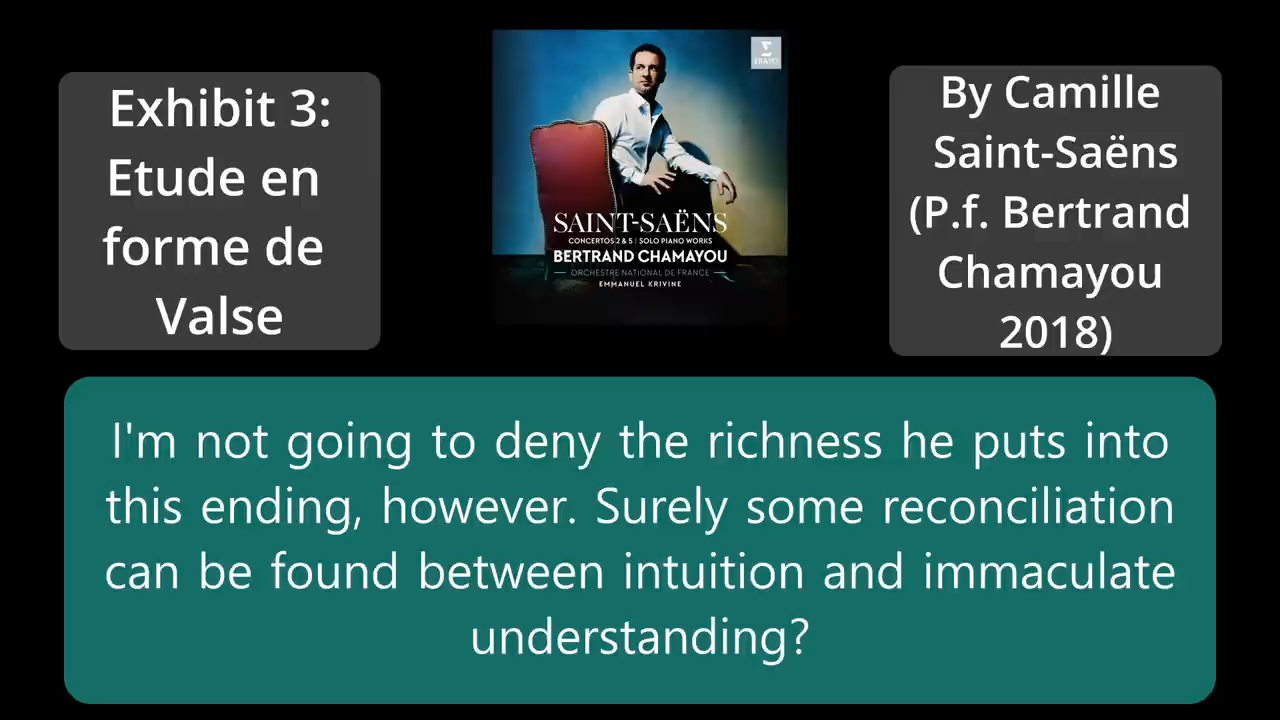 Exhibit 3:
Etude en
forme de
Valse
ERATO
SAINT-SAËNS
CONCERTOS 2 & 5 | SOLO PIANO WORKS
BERTRAND CHAMAYOU
ORCHESTRE NATIONAL DE FRANCE
EMMANUEL KRIVINE
By Camille
Saint-Saëns
(P.f. Bertrand
Chamayou
2018)
I'm not going to deny the richness he puts into
this ending, however. Surely some reconciliation
can be found between intuition and immaculate
understanding?